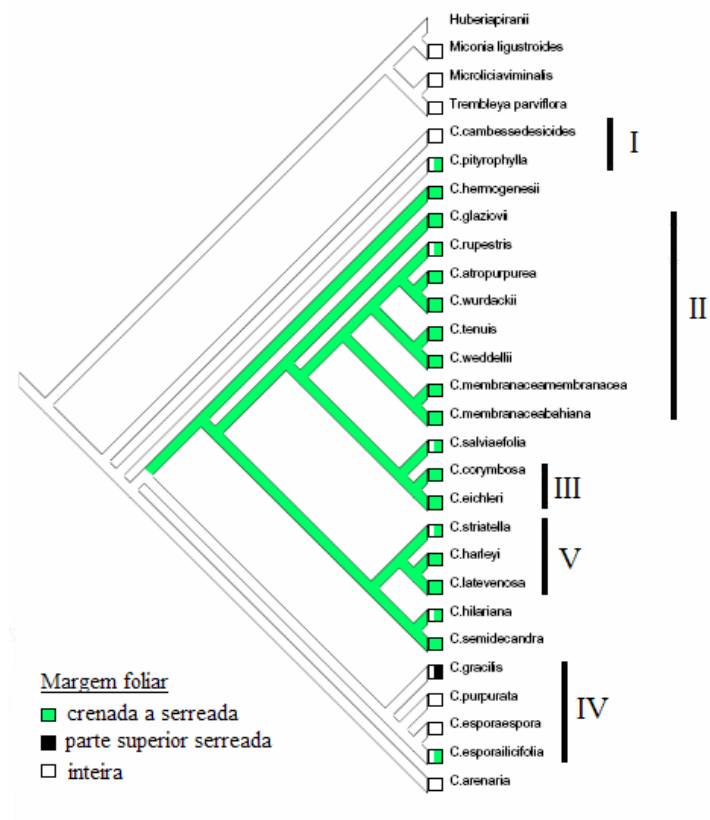 Huberiapiranii
Miconia ligustroides
Microliciaviminalis
Trembleya parviflora
C.cambessedesioides
I
C.pityrophylla
C.hermogenesii
C.glaziovii
C.rupestris
C.atropurpurea
C.wurdackii
II
C.tenuis
C.weddellii
C.membranaceamembranacea
C.membranaceabahiana
C.salviaefolia
C.corymbosa
III
C.eichleri
C.striatella
C.harleyi
V
C.latevenosa
C.hilariana
C.semidecandra
C.gracilis
C.purpurata
IV
C.esporaespora
C.esporailicifolia
C.arenaria
Margem foliar
crenada a serreada
parte superior serreada
inteira